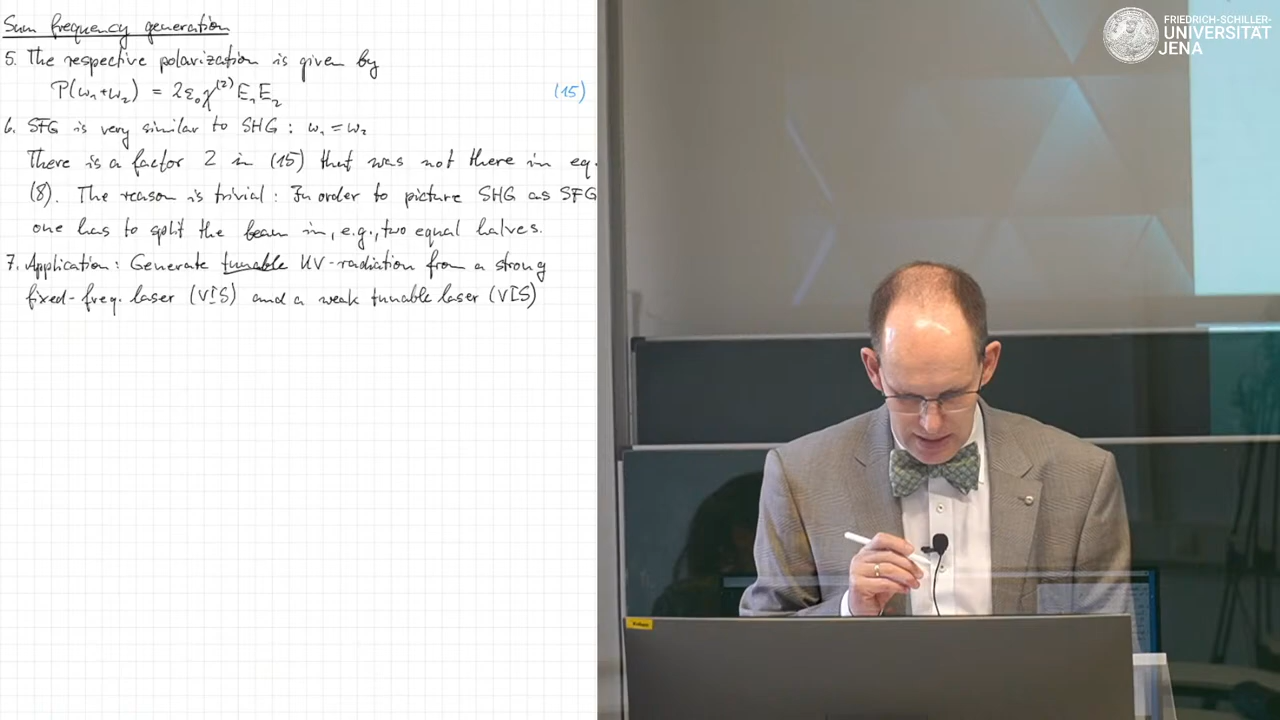 Sum frequency generation
5. The respective polarization is given by
P(ω₁+ω₂) = 2ε₀χ⁽²⁾E₁E₂ (15)
6. SFG is very similar to SHG : ω₁ = ω₂
There is a factor 2 in (15) that was not there in eq.
(8). The reason is trivial : In order to picture SHG as SFG
one has to split the beam in, e.g., two equal halves.
7. Application : Generate tunable UV-radiation from a strong
fixed-freq. laser (VIS) and a weak tunable laser (VIS)
FRIEDRICH-SCHILLER-
UNIVERSITÄT
JENA